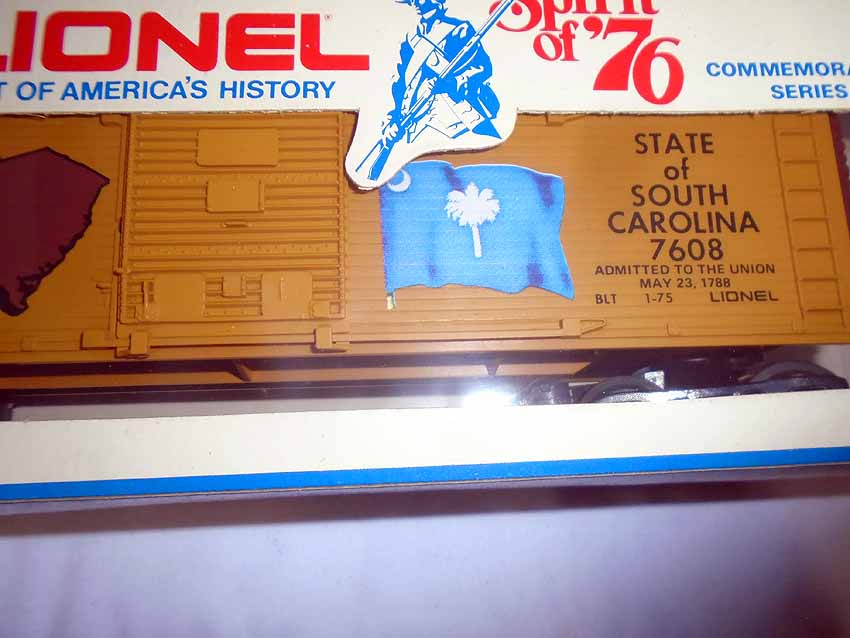 LIONEL
T OF AMERICA'S HISTORY
Spirit
of '76
COMMEMORA
SERIES
STATE
of
SOUTH
CAROLINA
7608
ADMITTED TO THE UNION
MAY 23, 1788
BLT 1-75 LIONEL